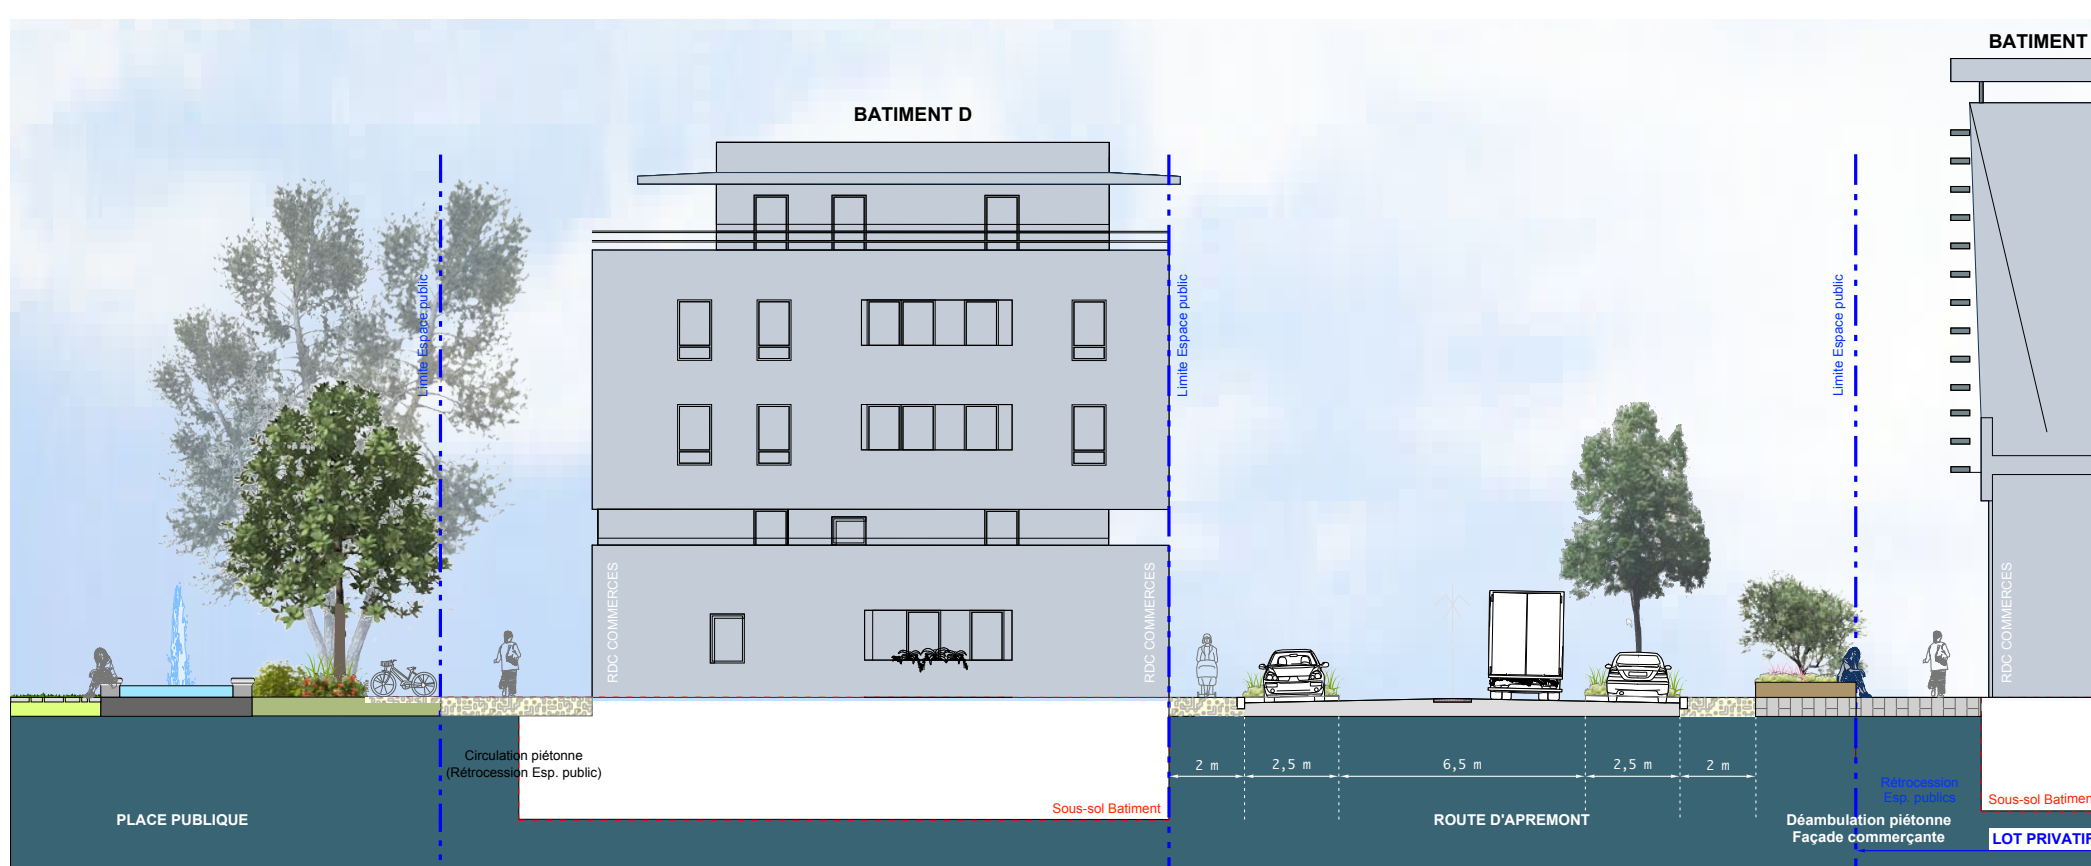 BATIMENT
BATIMENT D
Limite Espace public
Limite Espace public
Limite Espace public
RDC COMMERCES
RDC COMMERCES
RDC COMMERCES
Circulation piétonne
(Rétrocession Esp. public)
2 m
2,5 m
6,5 m
2,5 m
2 m
Rétrocession
Esp. publics
Sous-sol Batiment
Sous-sol Batiment
PLACE PUBLIQUE
ROUTE D'APREMONT
Déambulation piétonne
Façade commerçante
LOT PRIVATIF